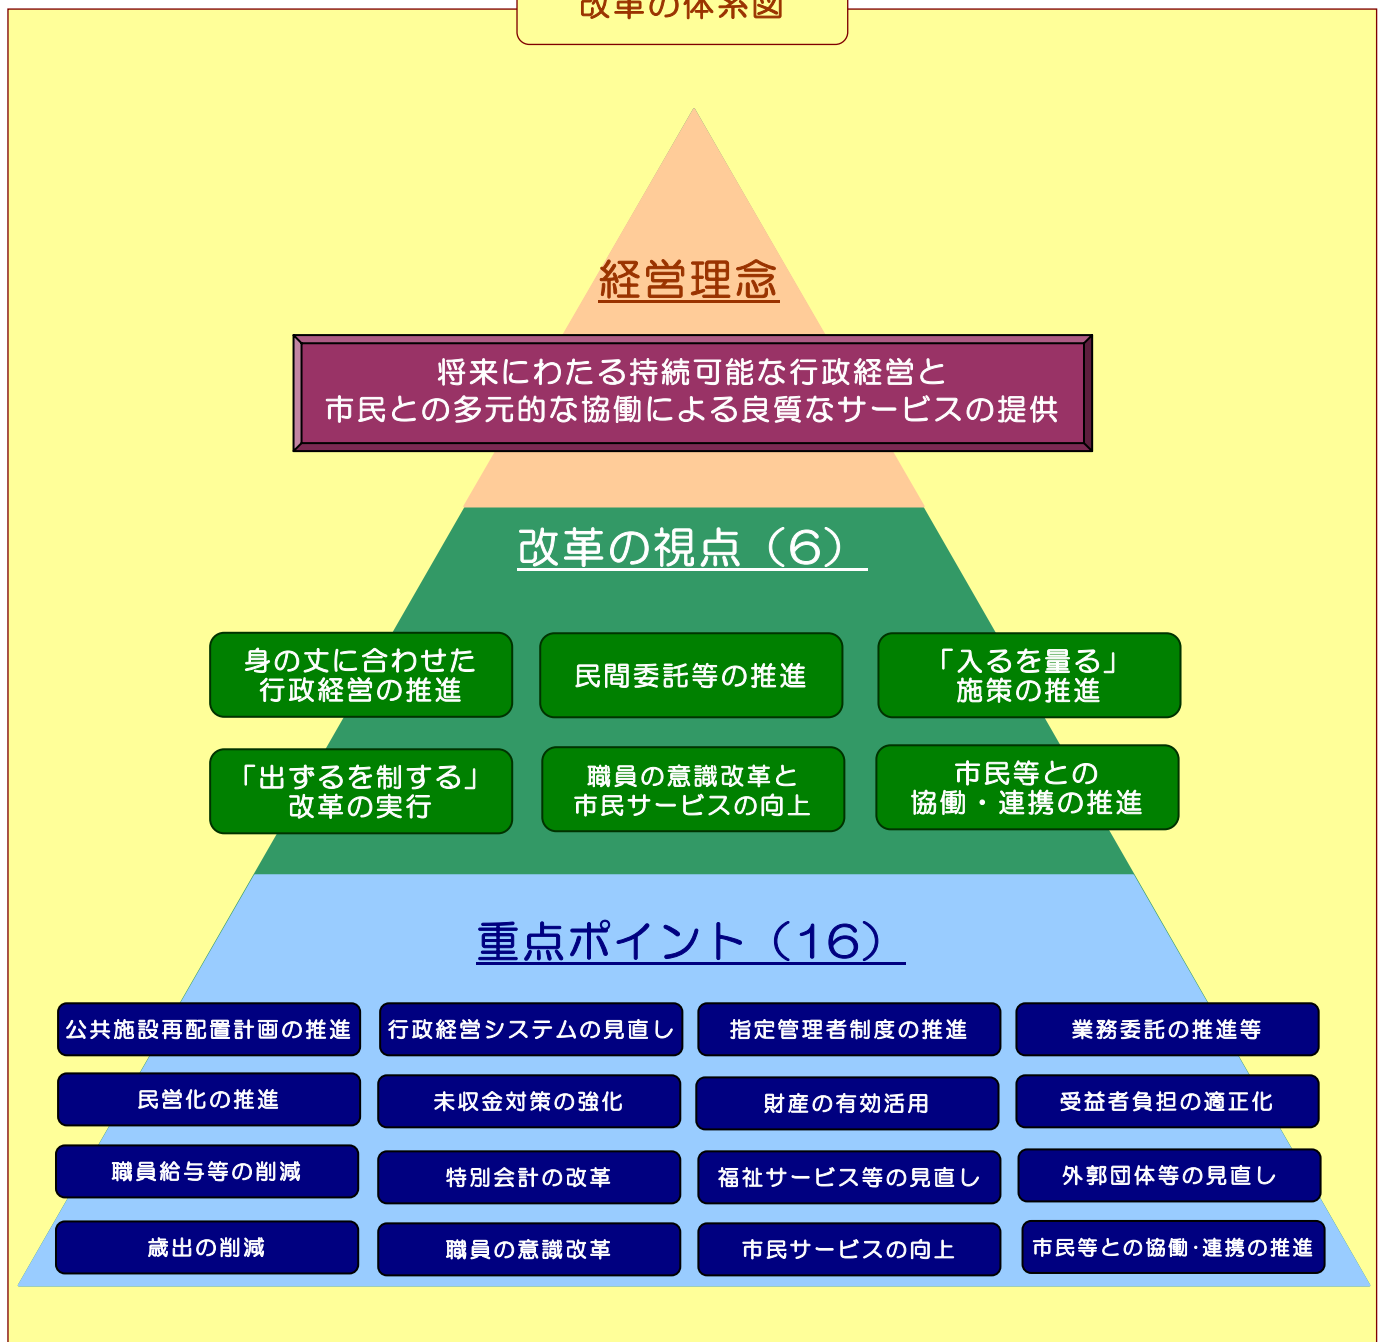 改革の体系図
経営理念
将来にわたる持続可能な行政経営と
市民との多元的な協働による良質なサービスの提供
改革の視点（6）
身の丈に合わせた
行政経営の推進
民間委託等の推進
「入るを量る」
施策の推進
「出ずるを制する」
改革の実行
職員の意識改革と
市民サービスの向上
市民等との
協働・連携の推進
重点ポイント（16）
公共施設再配置計画の推進
行政経営システムの見直し
指定管理者制度の推進
業務委託の推進等
民営化の推進
未収金対策の強化
財産の有効活用
受益者負担の適正化
職員給与等の削減
特別会計の改革
福祉サービス等の見直し
外郭団体等の見直し
歳出の削減
職員の意識改革
市民サービスの向上
市民等との協働･連携の推進